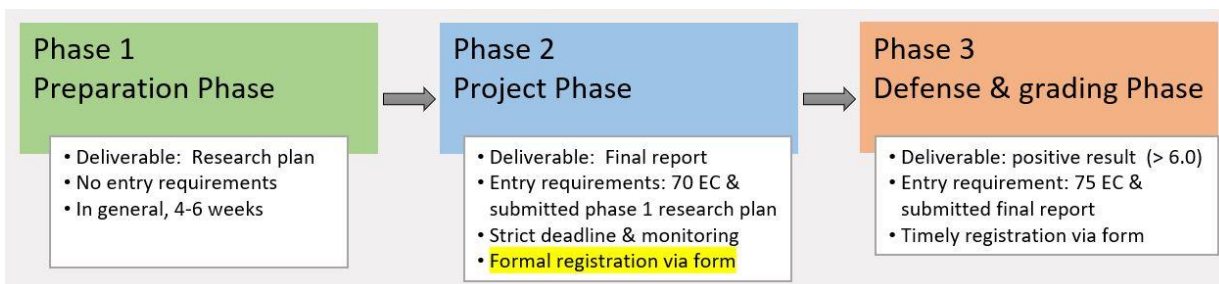 Phase 1
Preparation Phase
• Deliverable: Research plan
• No entry requirements
• In general, 4-6 weeks
Phase 2
Project Phase
• Deliverable: Final report
• Entry requirements: 70 EC &
submitted phase 1 research plan
• Strict deadline & monitoring
• Formal registration via form
Phase 3
Defense & grading Phase
• Deliverable: positive result (> 6.0)
• Entry requirement: 75 EC &
submitted final report
• Timely registration via form